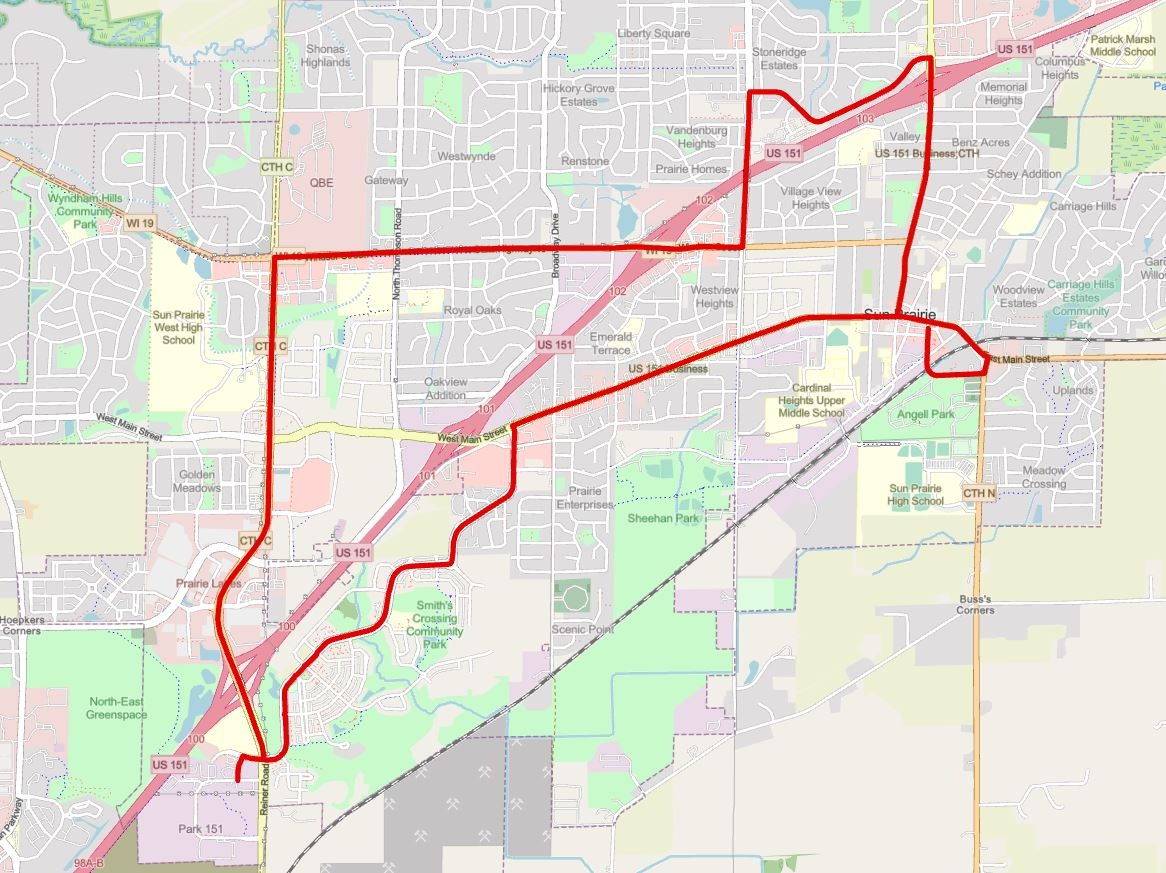 Liberty Square
Patrick Marsh
Middle School
Shonas
Highlands
Stoneridge
Estates
US 151
Columbus
Heights
Hickory Grove
Estates
Memorial
Heights
103
Vandenburg
Heights
Valley
Benz Acres
CTH C
Westwynde
Renstone
US 151
US 151 Business;CTH
QBE
Gateway
Prairie Homes
Schey Addition
Wyndham Hills
Community
Park
102
Village View
Heights
Carriage Hills
WI 19
North Thompson Road
Broadway Drive
WI 19
102
Westview
Heights
Woodview
Estates
Carriage Hills
Estates
Community
Park
Sun Prairie
West High
School
Royal Oaks
Sun Prairie
CTH C
US 151
Emerald
Terrace
US 151 Business
East Main Street
Oakview
Addition
Cardinal
Heights Upper
Middle School
Uplands
101
Angell Park
West Main Street
West Main Street
101
Golden
Meadows
Prairie
Enterprises
Sun Prairie
High School
Meadow
Crossing
CTH N
Sheehan Park
CTH C
US 151
Prairie Lakes
Smith's
Crossing
Community
Park
Buss's
Corners
Hoepkers
Corners
100
Scenic Point
North-East
Greenspace
100
US 151
Reiner Road
Park 151
98A-B